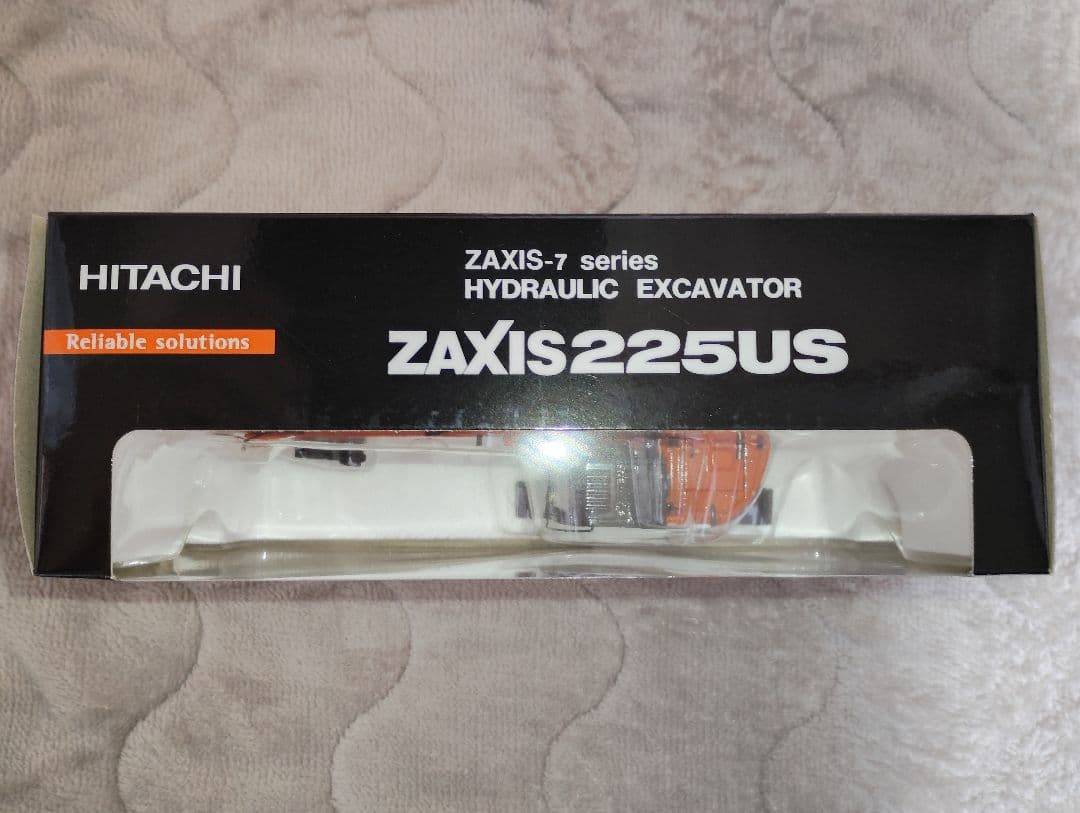 HITACHI
Reliable solutions
ZAXIS-7 series
HYDRAULIC EXCAVATOR
ZAXIS225US